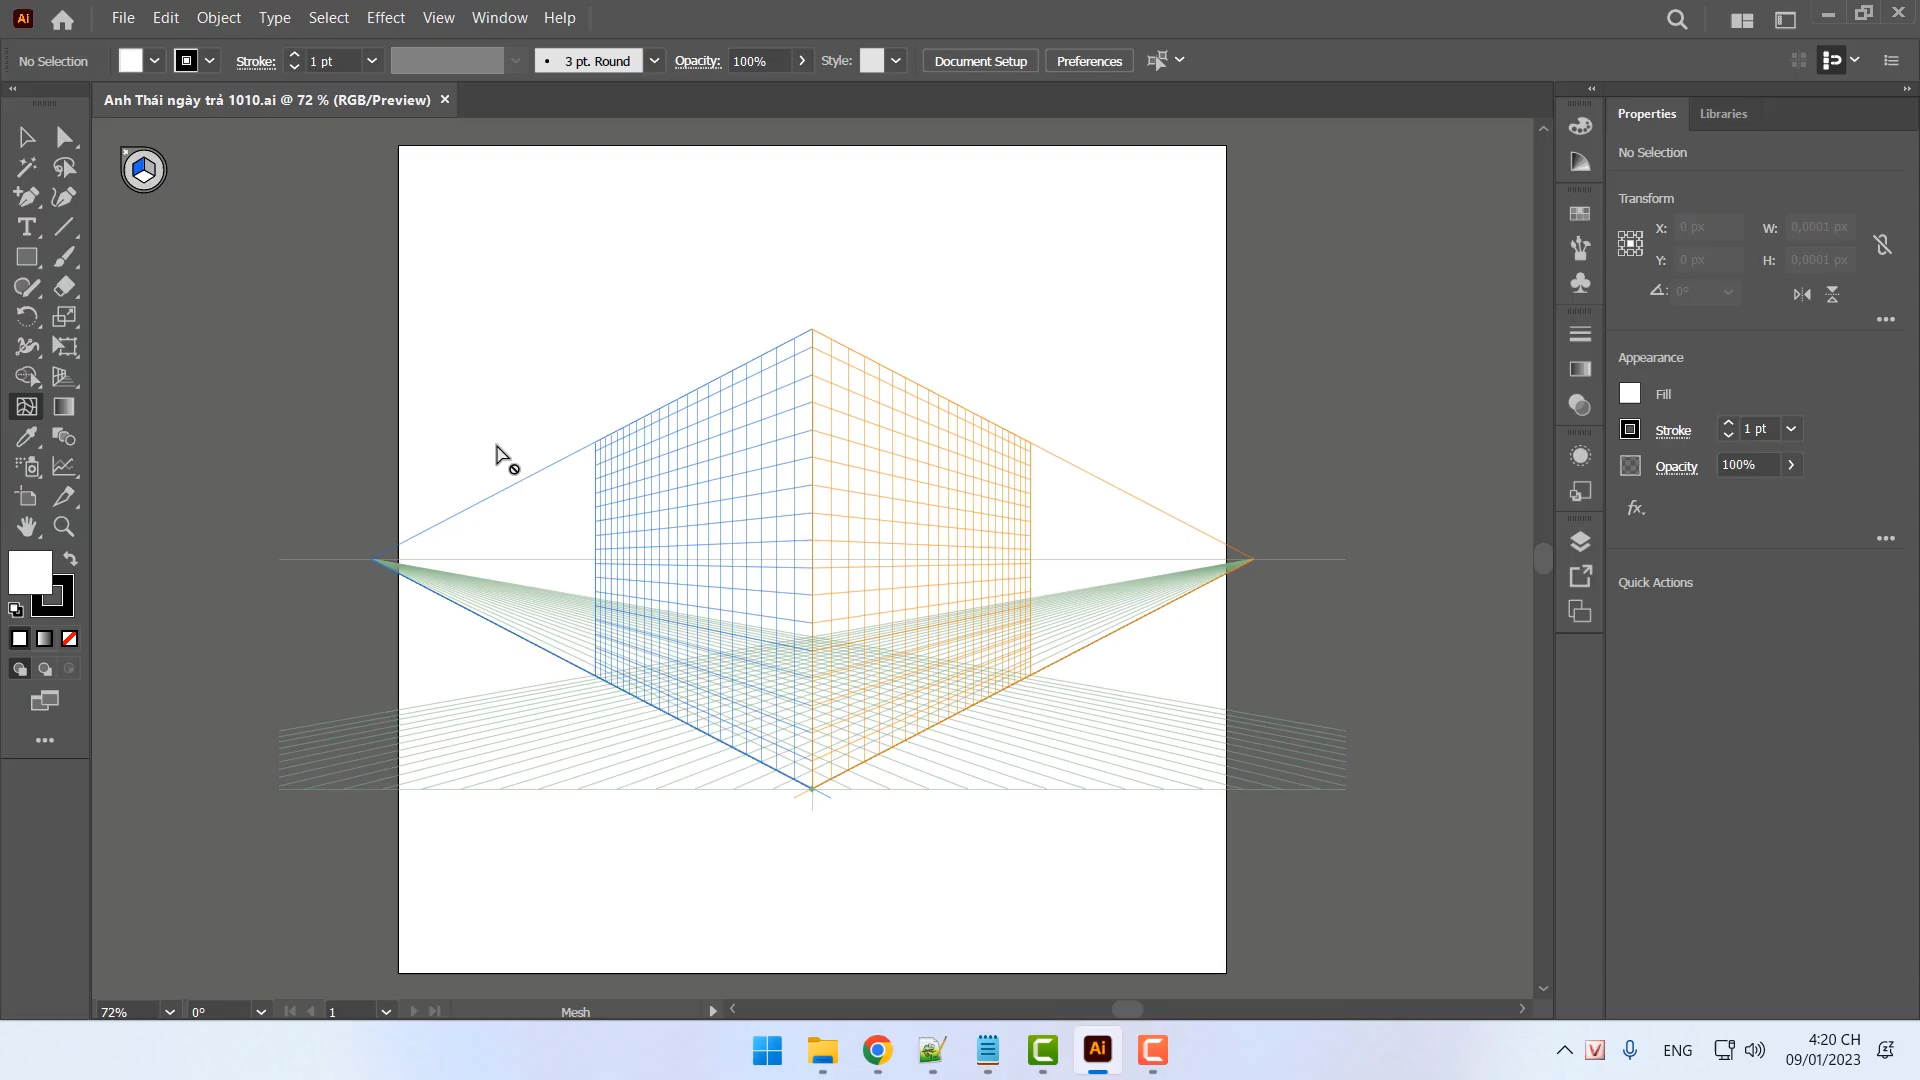 Ai File Edit Object Type Select Effect View Window Help
No Selection Stroke: 1 pt 3 pt. Round Opacity: 100% Style: Document Setup Preferences
Anh Thái ngày trả 1010.ai @ 72 % (RGB/Preview) ×
Properties Libraries
No Selection
Transform
X: 0 px W: 0,0001 px
Y: 0 px H: 0,0001 px
0°
Appearance
Fill
Stroke 1 pt
Opacity 100%
fx.
Quick Actions
72% 0° 1 Mesh
Ai
ENG
4:20 CH
09/01/2023